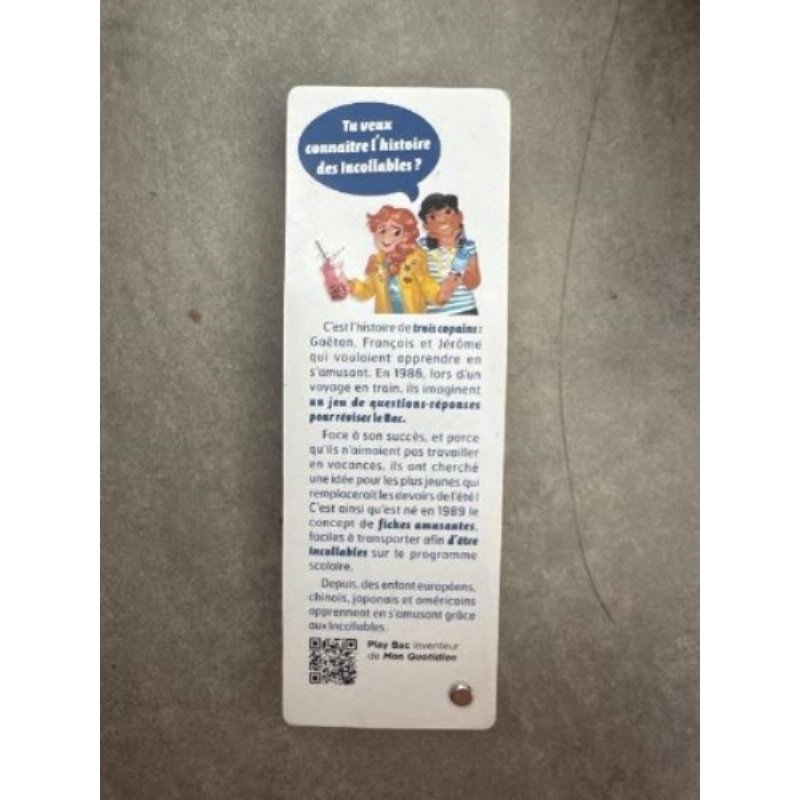 Tu veux
connaître l'histoire
des Incollables ?
C'est l'histoire de trois copains :
Gaëtan, François et Jérôme
qui voulaient apprendre en
s'amusant. En 1986, lors d'un
voyage en train, ils imaginent
un jeu de questions-réponses
pour réviser le Bac.
Face à son succès, et parce
qu'ils n'aimaient pas travailler
en vacances, ils ont cherché
une idée pour les plus jeunes qui
remplacerait les devoirs de l'été !
C'est ainsi qu'est né en 1989 le
concept de fiches amusantes,
faciles à transporter afin d'être
incollables sur le programme
scolaire.
Depuis, des enfant européens,
chinois, japonais et américains
apprennent en s'amusant grâce
aux Incollables.
Play Bac inventeur
de Mon Quotidien